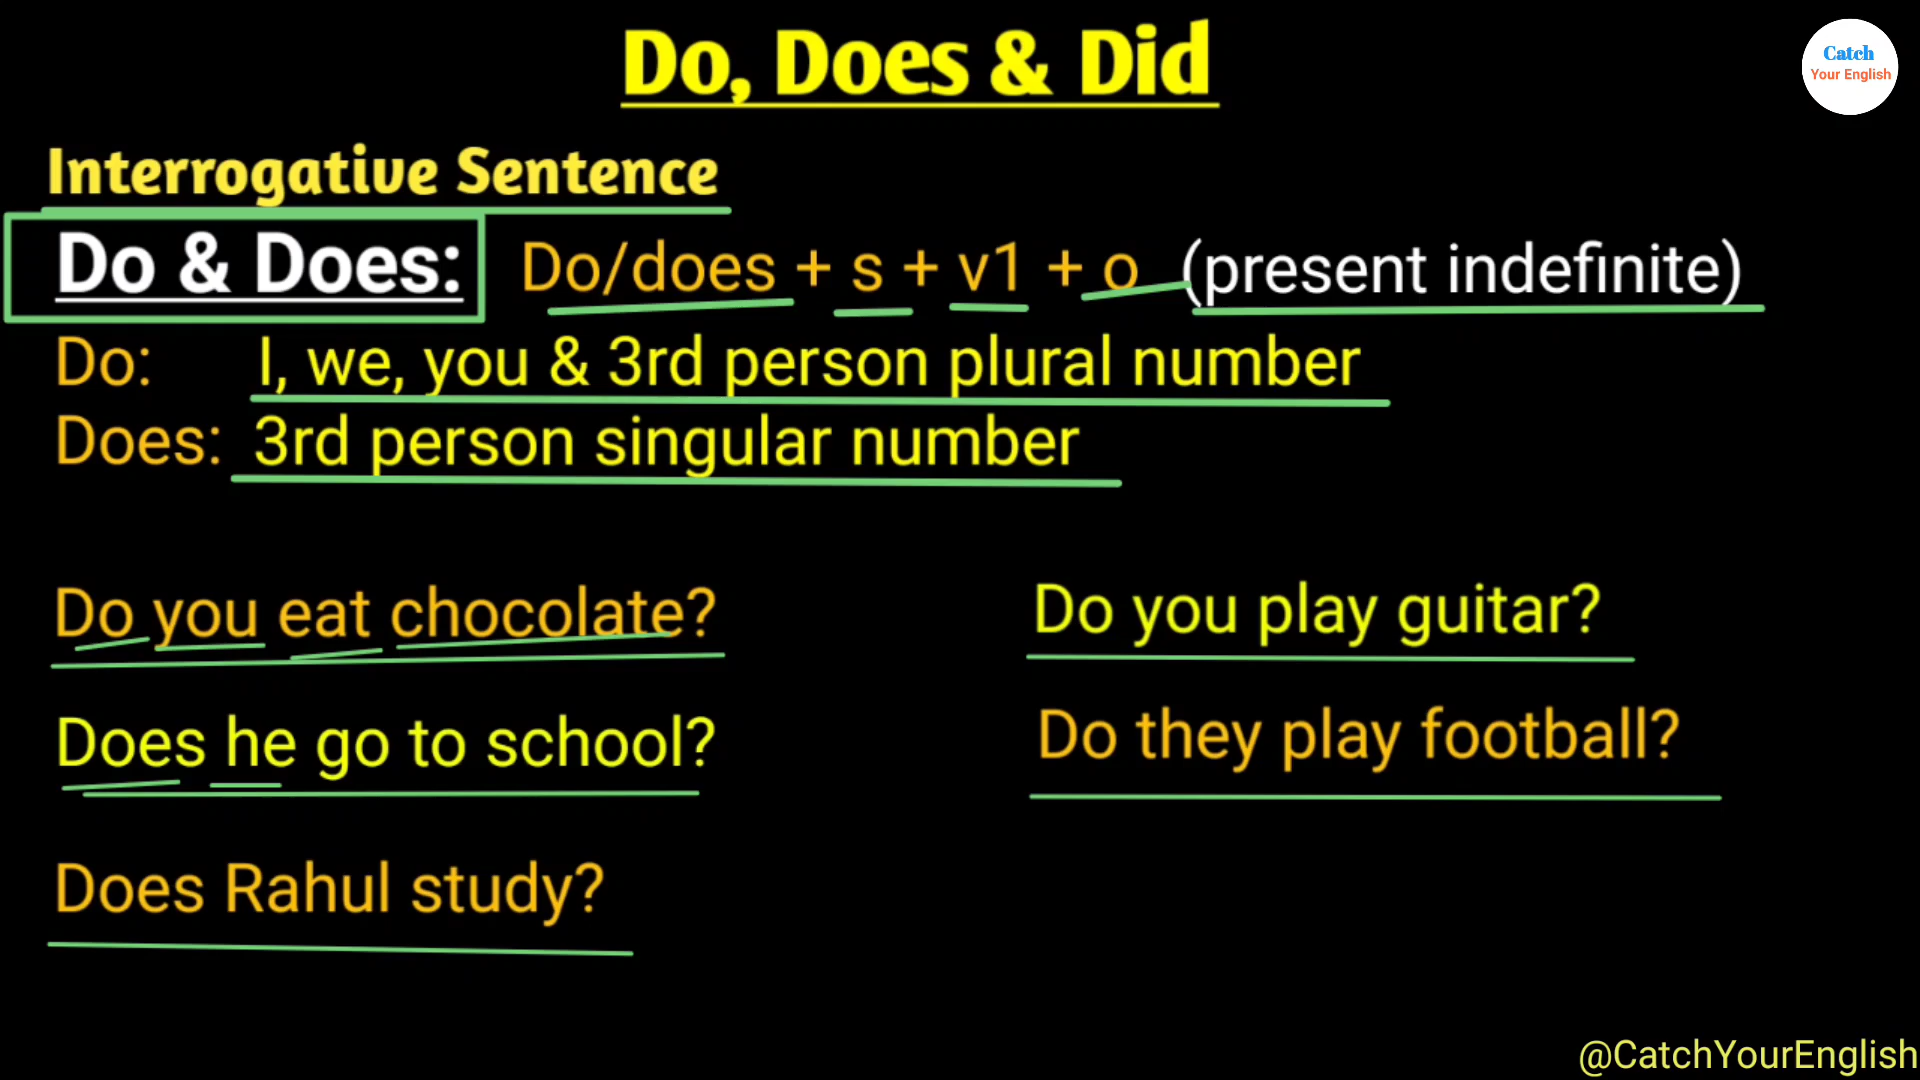 Do, Does & Did
Catch
Your English
Interrogative Sentence
Do & Does: Do/does + s + v1 + o (present indefinite)
Do: I, we, you & 3rd person plural number
Does: 3rd person singular number
Do you eat chocolate?
Do you play guitar?
Does he go to school?
Do they play football?
Does Rahul study?
@CatchYourEnglish